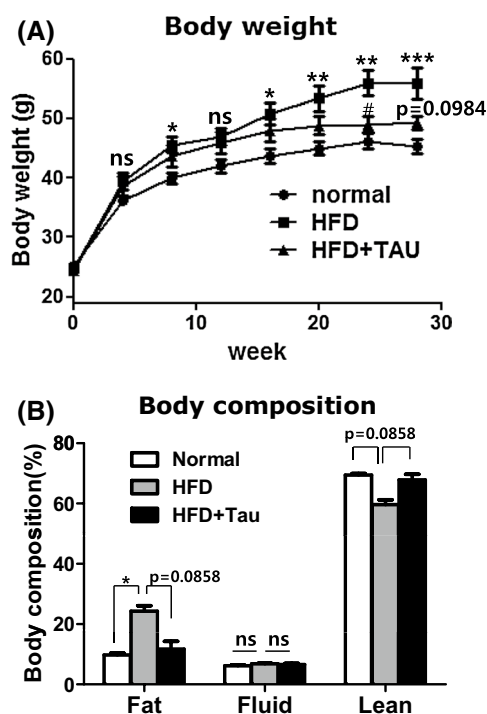 (A) Body weight
Body weight (g)
60
50
40
30
20
ns
*
ns
*
**
**
***
#
p=0.0984
normal
HFD
HFD+TAU
0
10
20
30
week
(B) Body composition
Body composition(%)
80
60
40
20
0
Normal
HFD
HFD+Tau
*
p=0.0858
ns
ns
p=0.0858
Fat
Fluid
Lean